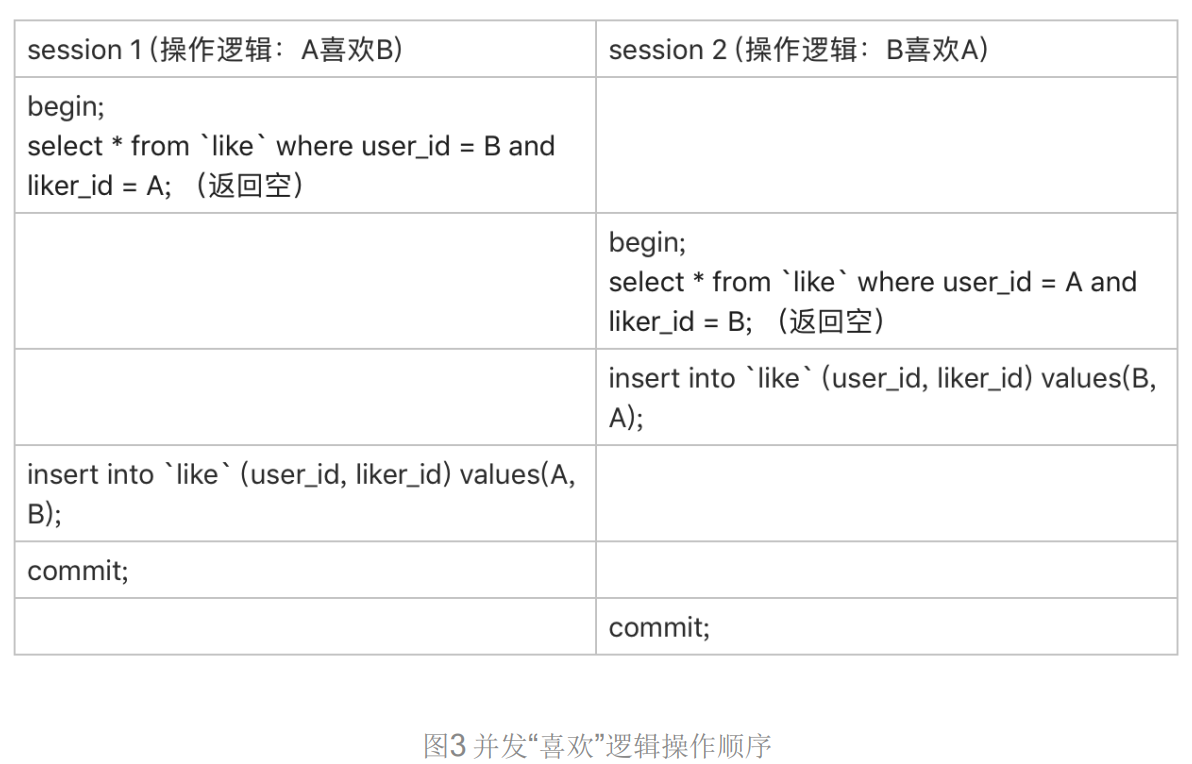 session 1 (操作逻辑：A喜欢B)
session 2 (操作逻辑：B喜欢A)
begin;
select * from `like` where user_id = B and
liker_id = A; （返回空）
begin;
select * from `like` where user_id = A and
liker_id = B; （返回空）
insert into `like` (user_id, liker_id) values(B,
A);
insert into `like` (user_id, liker_id) values(A,
B);
commit;
commit;
图3 并发“喜欢”逻辑操作顺序